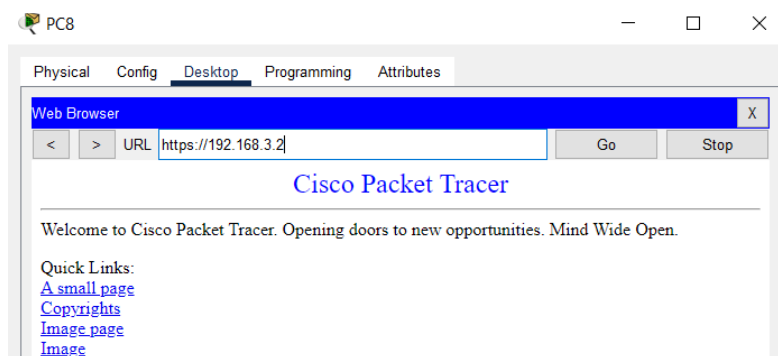 PC8
Physical Config Desktop Programming Attributes
Web Browser X
< > URL https://192.168.3.2 Go Stop
Cisco Packet Tracer
Welcome to Cisco Packet Tracer. Opening doors to new opportunities. Mind Wide Open.
Quick Links:
A small page
Copyrights
Image page
Image